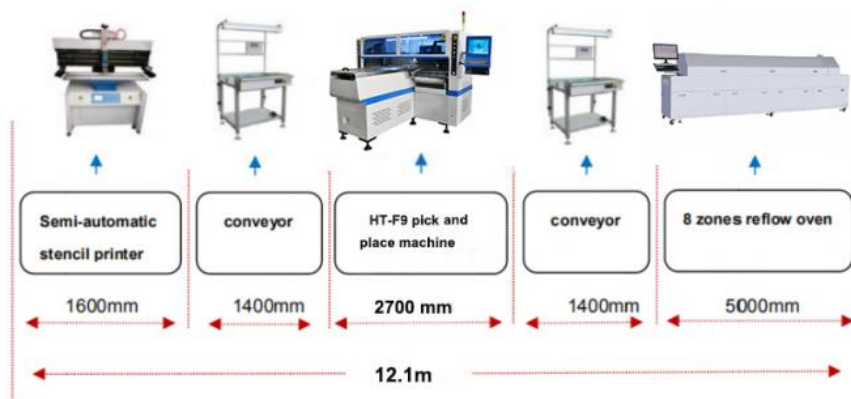 Semi-automatic
stencil printer
conveyor
HT-F9 pick and
place machine
conveyor
8 zones reflow oven
1600mm
1400mm
2700 mm
1400mm
5000mm
12.1m